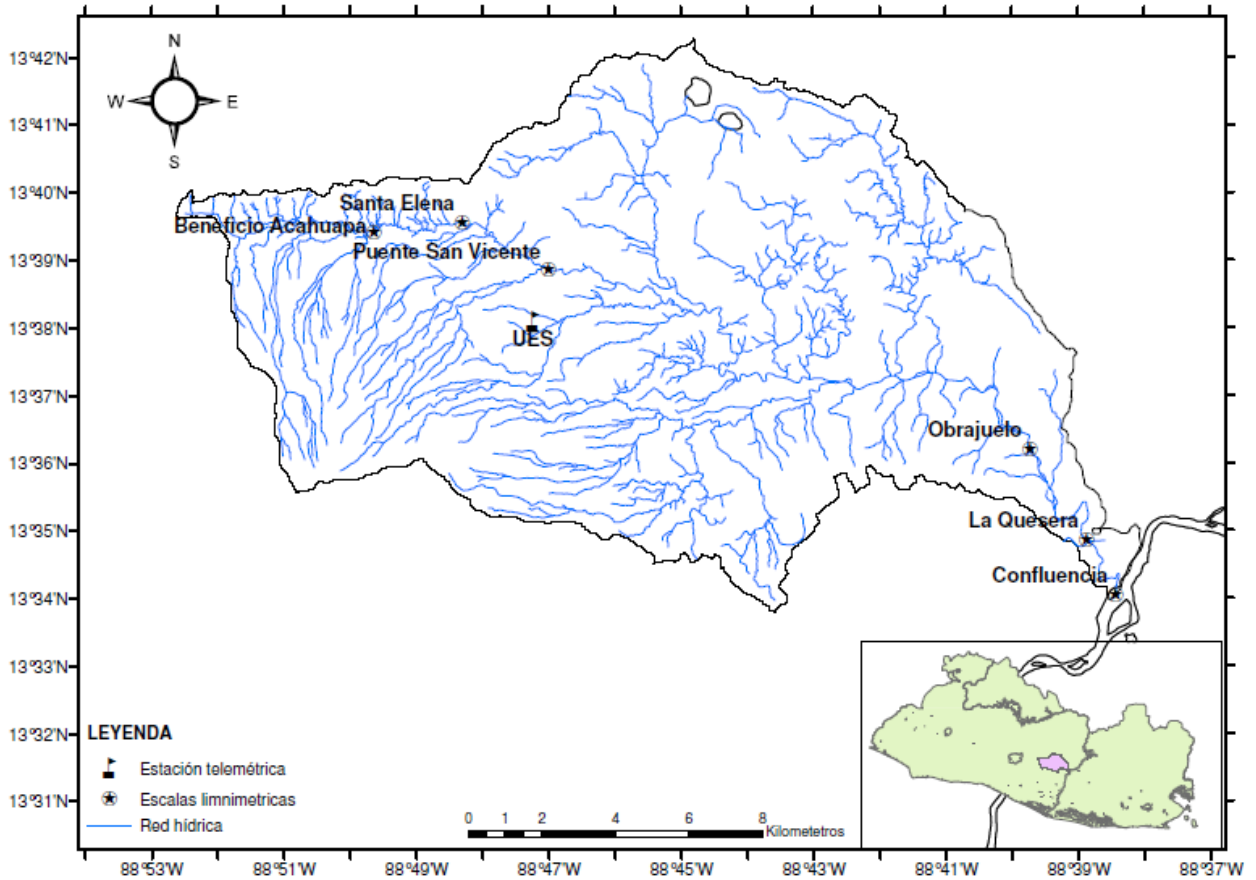 N
W E
S
13°42'N
13°41'N
13°40'N
13°39'N
13°38'N
13°37'N
13°36'N
13°35'N
13°34'N
13°33'N
13°32'N
13°31'N
Santa Elena
Beneficio Acahuapa
Puente San Vicente
UES
Obrajuelo
La Quesera
Confluencia
LEYENDA
Estación telemétrica
Escalas limnimetricas
Red hídrica
0 1 2 4 6 8
Kilometetros
88°53'W 88°51'W 88°49'W 88°47'W 88°45'W 88°43'W 88°41'W 88°39'W 88°37'W